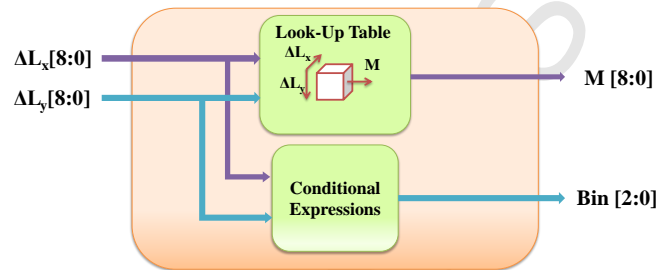 Look-Up Table
ΔLx
M
ΔLy
ΔLx[8:0]
ΔLy[8:0]
M [8:0]
Conditional
Expressions
Bin [2:0]